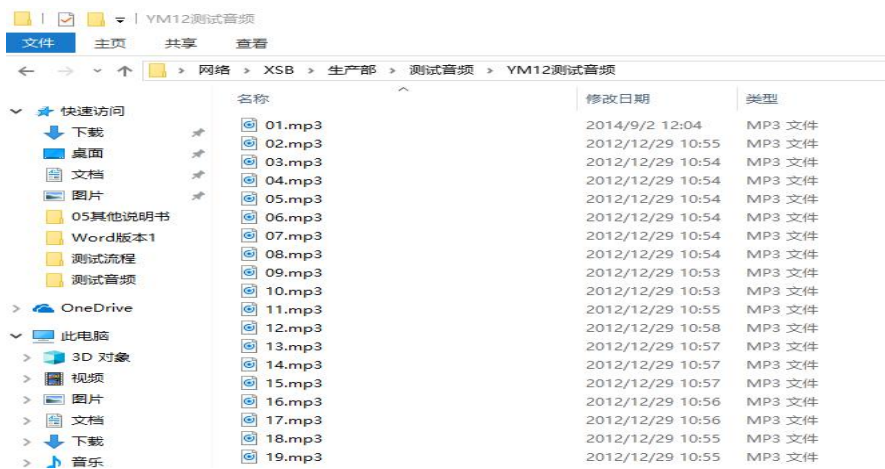 YM12测试音频
文件 主页 共享 查看
网络 XSB 生产部 测试音频 YM12测试音频
名称 修改日期 类型
快速访问
下载
桌面
文档
图片
05其他说明书
Word版本1
测试流程
测试音频
OneDrive
此电脑
3D 对象
视频
图片
文档
下载
音乐
01.mp3 2014/9/2 12:04 MP3 文件
02.mp3 2012/12/29 10:55 MP3 文件
03.mp3 2012/12/29 10:54 MP3 文件
04.mp3 2012/12/29 10:54 MP3 文件
05.mp3 2012/12/29 10:54 MP3 文件
06.mp3 2012/12/29 10:54 MP3 文件
07.mp3 2012/12/29 10:54 MP3 文件
08.mp3 2012/12/29 10:54 MP3 文件
09.mp3 2012/12/29 10:53 MP3 文件
10.mp3 2012/12/29 10:53 MP3 文件
11.mp3 2012/12/29 10:55 MP3 文件
12.mp3 2012/12/29 10:58 MP3 文件
13.mp3 2012/12/29 10:57 MP3 文件
14.mp3 2012/12/29 10:57 MP3 文件
15.mp3 2012/12/29 10:57 MP3 文件
16.mp3 2012/12/29 10:56 MP3 文件
17.mp3 2012/12/29 10:56 MP3 文件
18.mp3 2012/12/29 10:55 MP3 文件
19.mp3 2012/12/29 10:55 MP3 文件